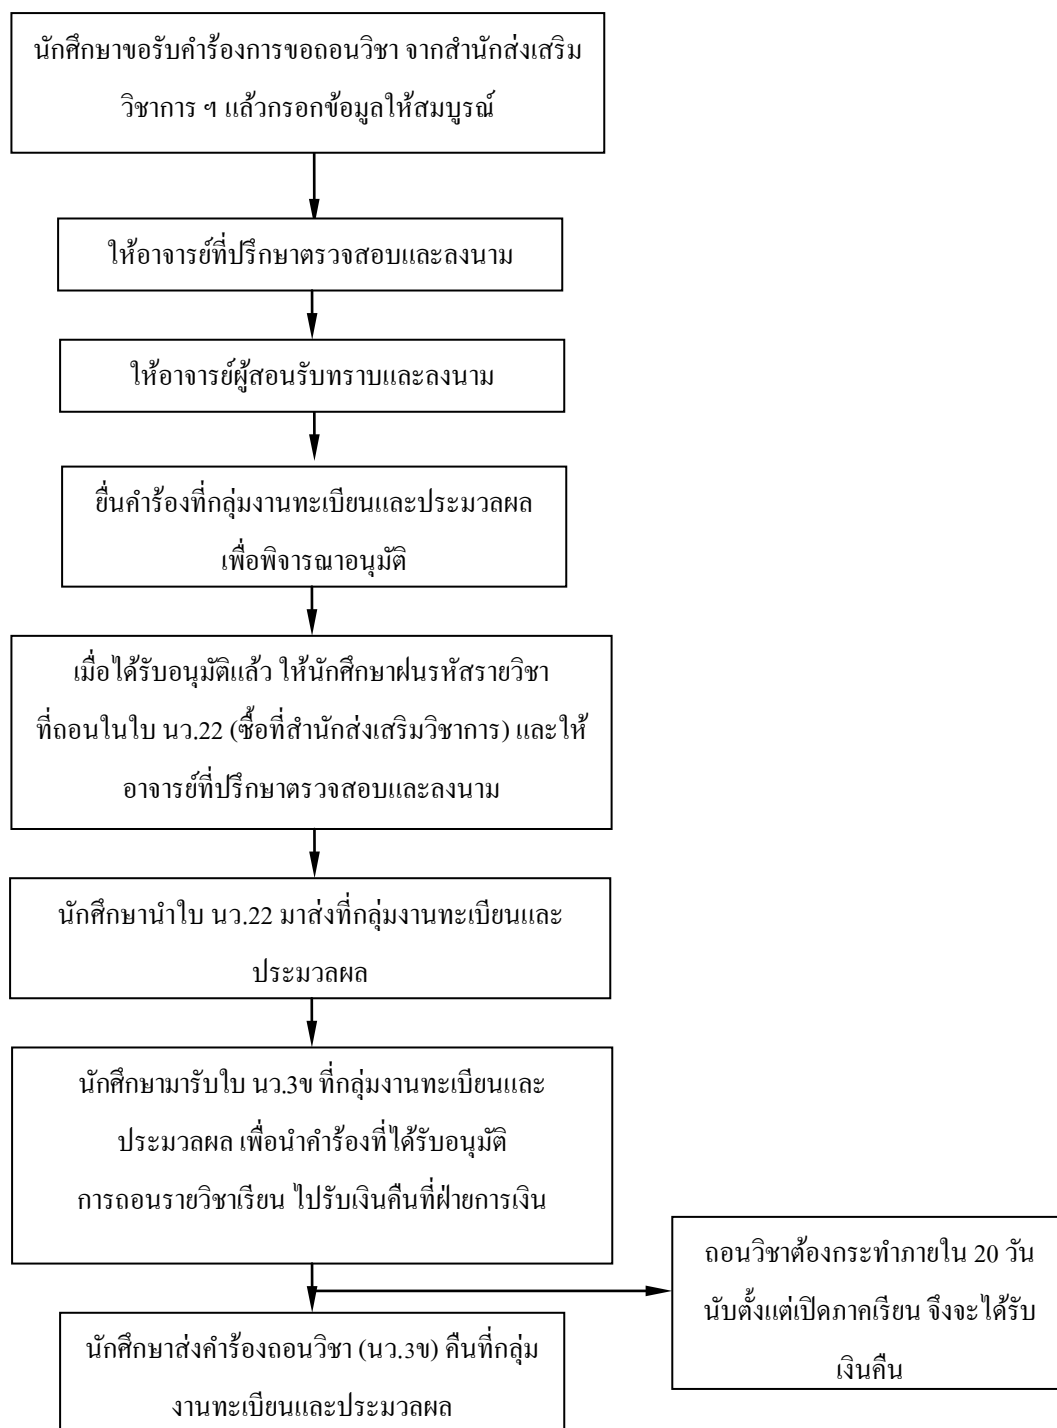 นักศึกษาขอรับคำร้องการขอถอนวิชา จากสำนักส่งเสริม
วิชาการ ฯ แล้วกรอกข้อมูลให้สมบูรณ์
ให้อาจารย์ที่ปรึกษาตรวจสอบและลงนาม
ให้อาจารย์ผู้สอนรับทราบและลงนาม
ยื่นคำร้องที่กลุ่มงานทะเบียนและประมวลผล
เพื่อพิจารณาอนุมัติ
เมื่อได้รับอนุมัติแล้ว ให้นักศึกษาฝนรหัสรายวิชา
ที่ถอนในใบ นว.22 (ซื้อที่สำนักส่งเสริมวิชาการ) และให้
อาจารย์ที่ปรึกษาตรวจสอบและลงนาม
นักศึกษานำใบ นว.22 มาส่งที่กลุ่มงานทะเบียนและ
ประมวลผล
นักศึกษามารับใบ นว.3ข ที่กลุ่มงานทะเบียนและ
ประมวลผล เพื่อนำคำร้องที่ได้รับอนุมัติ
การถอนรายวิชาเรียน ไปรับเงินคืนที่ฝ่ายการเงิน
ถอนวิชาต้องกระทำภายใน 20 วัน
นับตั้งแต่เปิดภาคเรียน จึงจะได้รับ
เงินคืน
นักศึกษาส่งคำร้องถอนวิชา (นว.3ข) คืนที่กลุ่ม
งานทะเบียนและประมวลผล